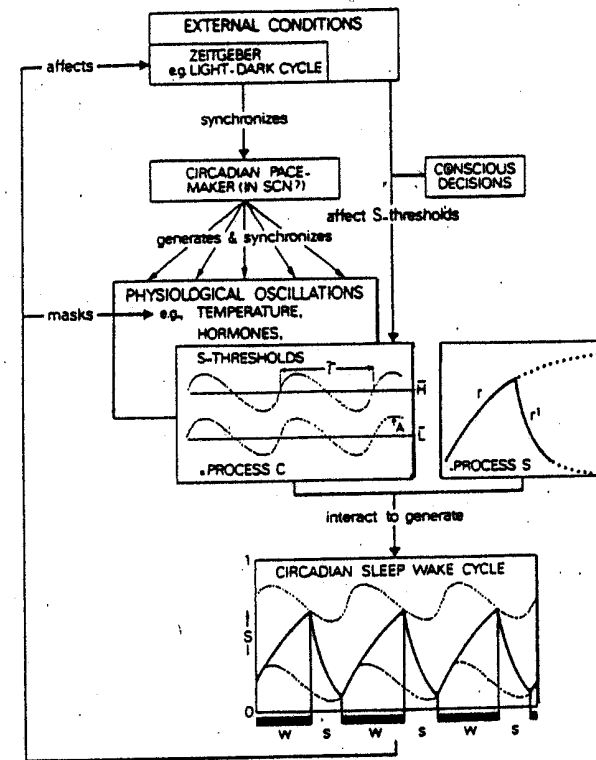 EXTERNAL CONDITIONS
ZEITGEBER
e.g. LIGHT-DARK CYCLE
affects
synchronizes
CIRCADIAN PACE-
MAKER (IN SCN?)
CONSCIOUS
DECISIONS
affect S-thresholds
generates & synchronizes
PHYSIOLOGICAL OSCILLATIONS
masks
e.g., TEMPERATURE,
HORMONES,
S-THRESHOLDS
H
L
A
PROCESS C
r
r'
PROCESS S
interact to generate
1
CIRCADIAN SLEEP WAKE CYCLE
S
0
W S W S W S